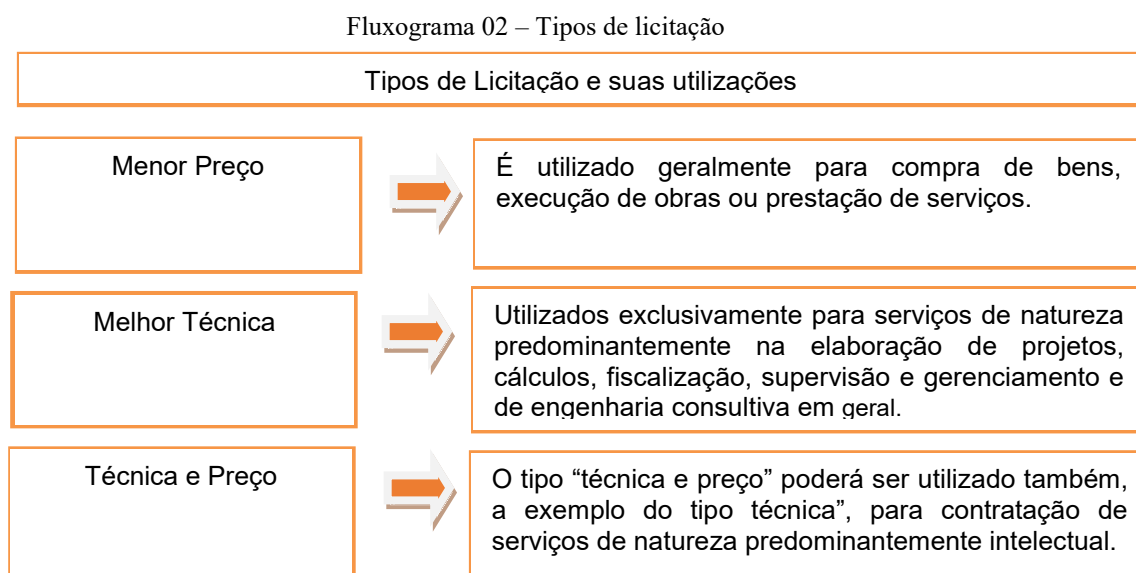 Fluxograma 02 – Tipos de licitação
Tipos de Licitação e suas utilizações
Menor Preço
É utilizado geralmente para compra de bens,
execução de obras ou prestação de serviços.
Melhor Técnica
Utilizados exclusivamente para serviços de natureza
predominantemente na elaboração de projetos,
cálculos, fiscalização, supervisão e gerenciamento e
de engenharia consultiva em geral.
Técnica e Preço
O tipo “técnica e preço” poderá ser utilizado também,
a exemplo do tipo técnica”, para contratação de
serviços de natureza predominantemente intelectual.